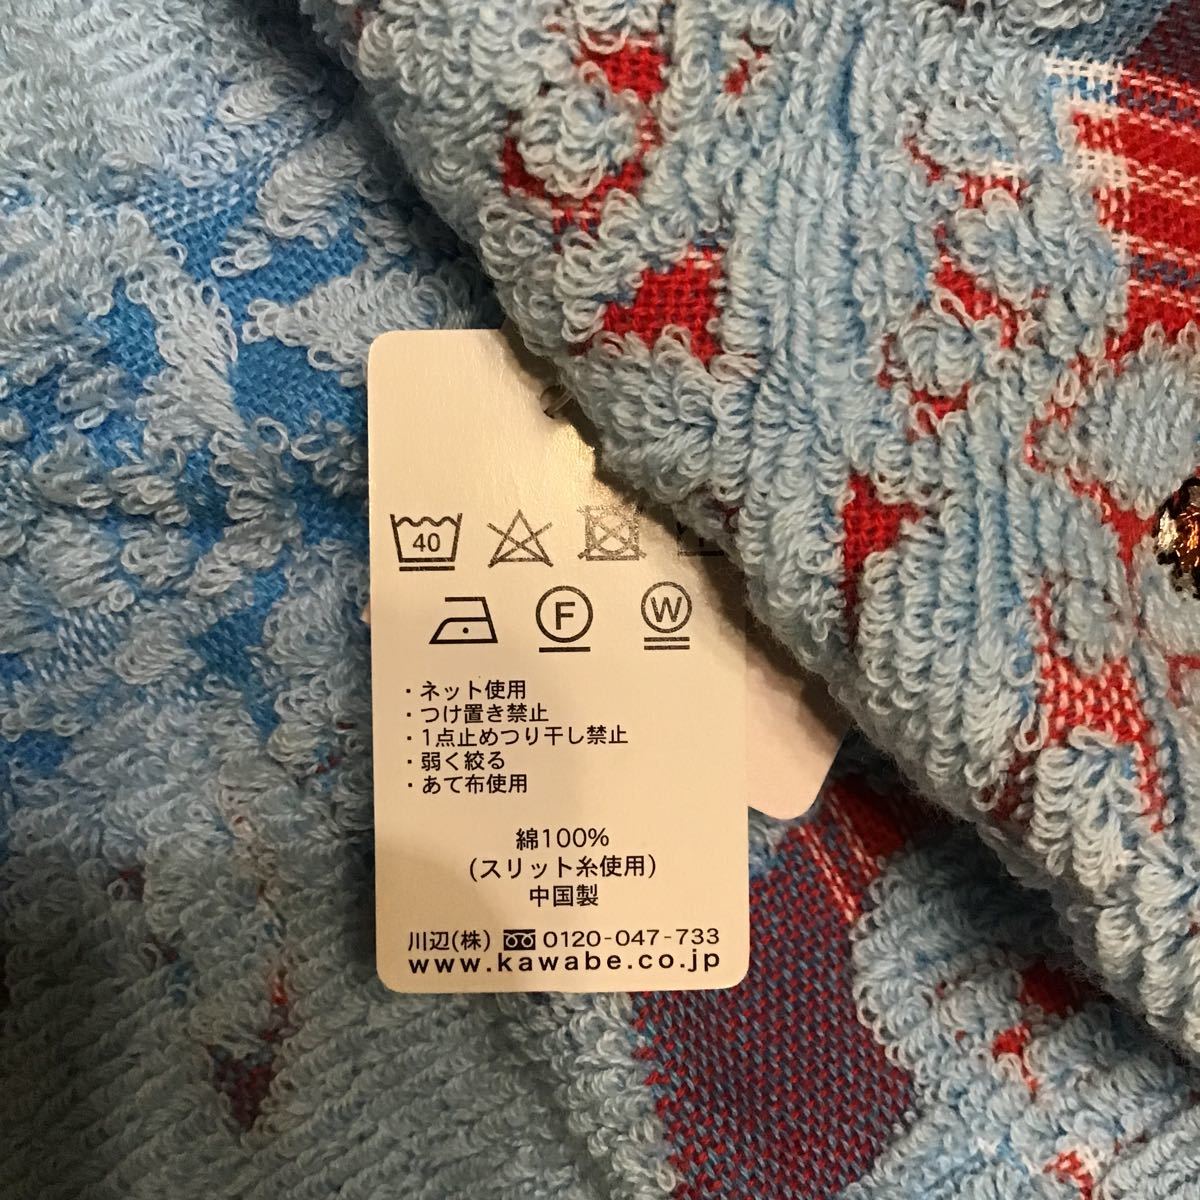 40
F W
・ネット使用
・つけ置き禁止
・1点止めつり干し禁止
・弱く絞る
・あて布使用
綿100%
(スリット糸使用)
中国製
川辺(株) 0120-047-733
www.kawabe.co.jp